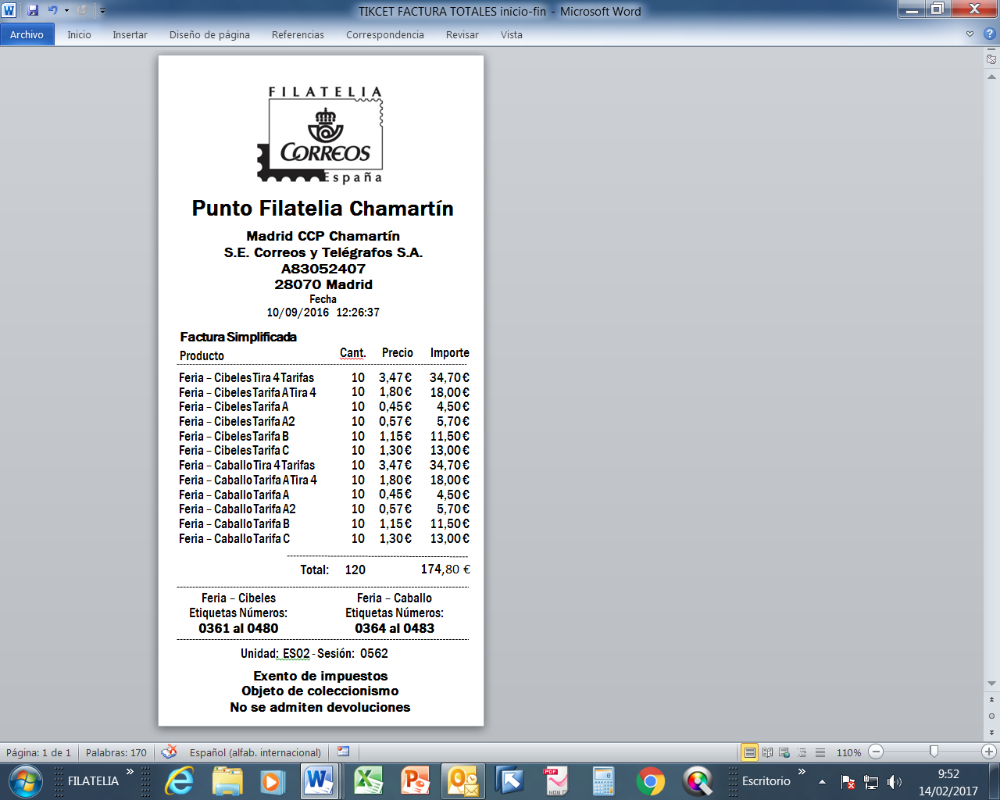 TIKCET FACTURA TOTALES inicio-fin - Microsoft Word
Archivo Inicio Insertar Diseño de página Referencias Correspondencia Revisar Vista
FILATELIA
CORREOS
España
Punto Filatelia Chamartín
Madrid CCP Chamartín
S.E. Correos y Telégrafos S.A.
A83052407
28070 Madrid
Fecha
10/09/2016 12:26:37
Factura Simplificada
Producto Cant. Precio Importe
Feria – Cibeles Tira 4 Tarifas 10 3,47 € 34,70 €
Feria – Cibeles Tarifa A Tira 4 10 1,80 € 18,00 €
Feria – Cibeles Tarifa A 10 0,45 € 4,50 €
Feria – Cibeles Tarifa A2 10 0,57 € 5,70 €
Feria – Cibeles Tarifa B 10 1,15 € 11,50 €
Feria – Cibeles Tarifa C 10 1,30 € 13,00 €
Feria – Caballo Tira 4 Tarifas 10 3,47 € 34,70 €
Feria – Caballo Tarifa A Tira 4 10 1,80 € 18,00 €
Feria – Caballo Tarifa A 10 0,45 € 4,50 €
Feria – Caballo Tarifa A2 10 0,57 € 5,70 €
Feria – Caballo Tarifa B 10 1,15 € 11,50 €
Feria – Caballo Tarifa C 10 1,30 € 13,00 €
Total: 120 174,80 €
Feria – Cibeles Feria – Caballo
Etiquetas Números: Etiquetas Números:
0361 al 0480 0364 al 0483
Unidad: ES02 - Sesión: 0562
Exento de impuestos
Objeto de coleccionismo
No se admiten devoluciones
Página: 1 de 1 Palabras: 170 Español (alfab. internacional) 110%
FILATELIA » PDF NOW Escritorio » 9:52
14/02/2017